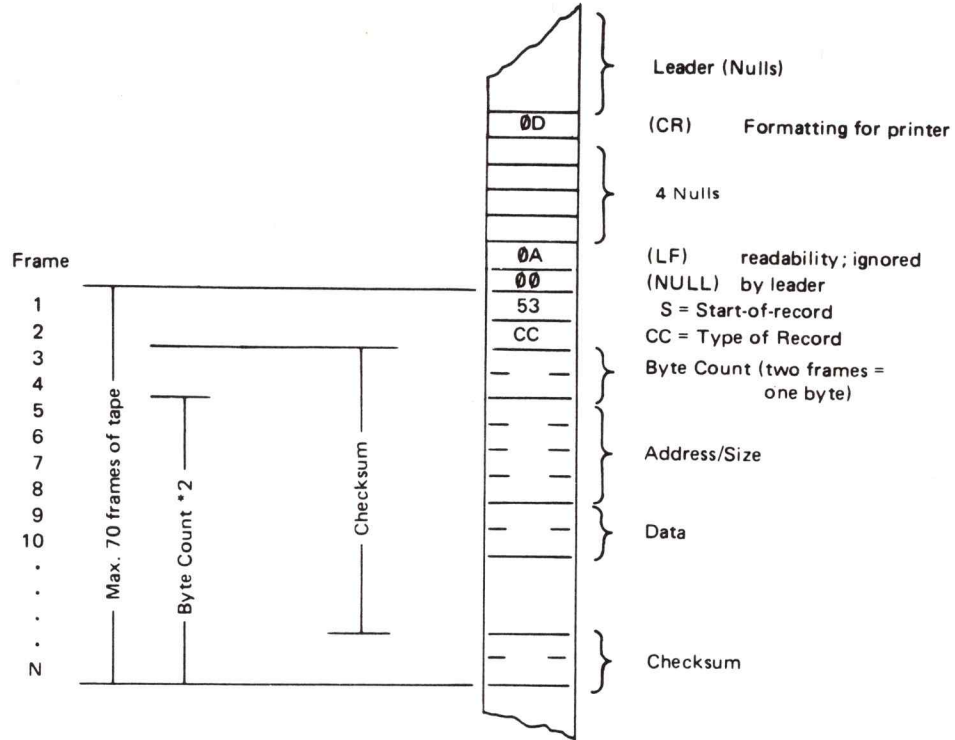 Leader (Nulls)
ØD (CR) Formatting for printer
4 Nulls
Frame
ØA (LF) readability; ignored
ØØ (NULL) by leader
1 53 S = Start-of-record
2 CC CC = Type of Record
3
4
Byte Count (two frames =
one byte)
5
6
7
8
Address/Size
9
10
Data
.
.
.
.
N
Checksum
Max. 70 frames of tape
Byte Count *2
Checksum